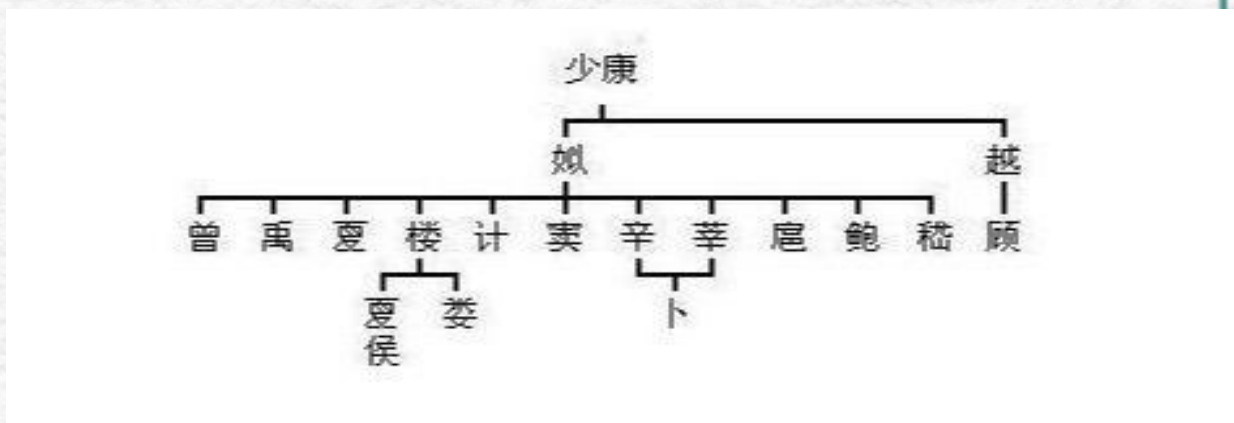 少康
姒 越
曾 禹 夏 楼 计 窦 辛 莘 扈 鲍 嵇 顾
夏侯 娄 卜